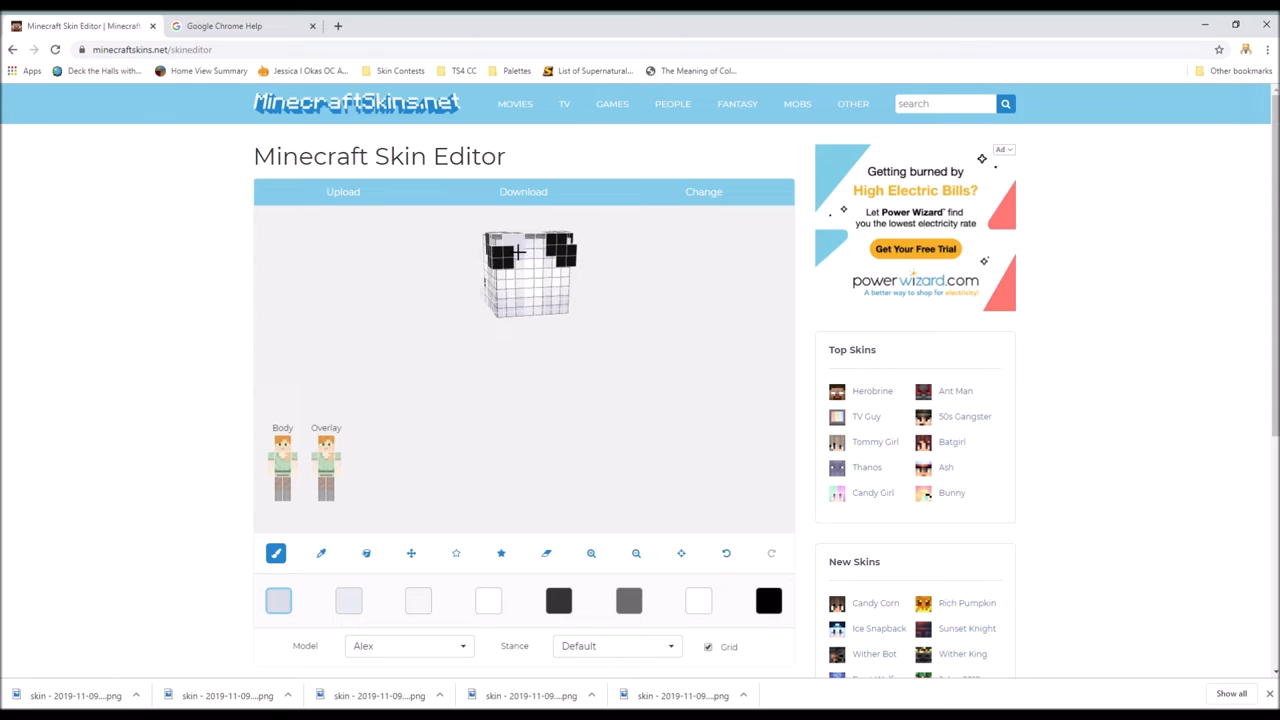 Minecraft Skin Editor | Minecraft
Google Chrome Help
minecraftskins.net/skineditor
Apps
Deck the Halls with...
Home View Summary
Jessica I Okas OC A...
Skin Contests
TS4 CC
Palettes
List of Supernatural...
The Meaning of Col...
Other bookmarks
MinecraftSkins.net
MOVIES
TV
GAMES
PEOPLE
FANTASY
MOBS
OTHER
search
Minecraft Skin Editor
Upload
Download
Change
Body
Overlay
Model
Alex
Stance
Default
Grid
Ad
Getting burned by
High Electric Bills?
Let Power Wizard find
you the lowest electricity rate
Get Your Free Trial
powerwizard.com
A better way to shop for electricity!
Top Skins
Herobrine
Ant Man
TV Guy
50s Gangster
Tommy Girl
Batgirl
Thanos
Ash
Candy Girl
Bunny
New Skins
Candy Corn
Rich Pumpkin
Ice Snapback
Sunset Knight
Wither Bot
Wither King
skin - 2019-11-09....png
skin - 2019-11-09....png
skin - 2019-11-09....png
skin - 2019-11-09....png
skin - 2019-11-09....png
Show all